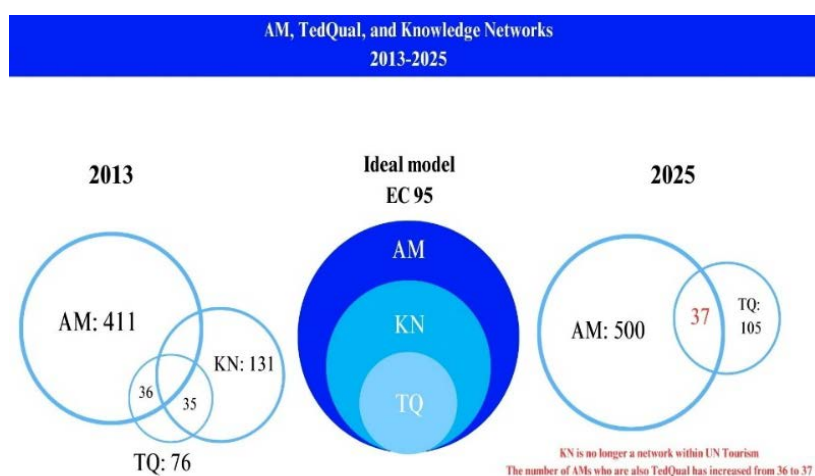 AM, TedQual, and Knowledge Networks
2013-2025
2013
AM: 411
KN: 131
36
35
TQ: 76
Ideal model
EC 95
AM
KN
TQ
2025
AM: 500
37
TQ:
105
KN is no longer a network within UN Tourism
The number of AMs who are also TedQual has increased from 36 to 37